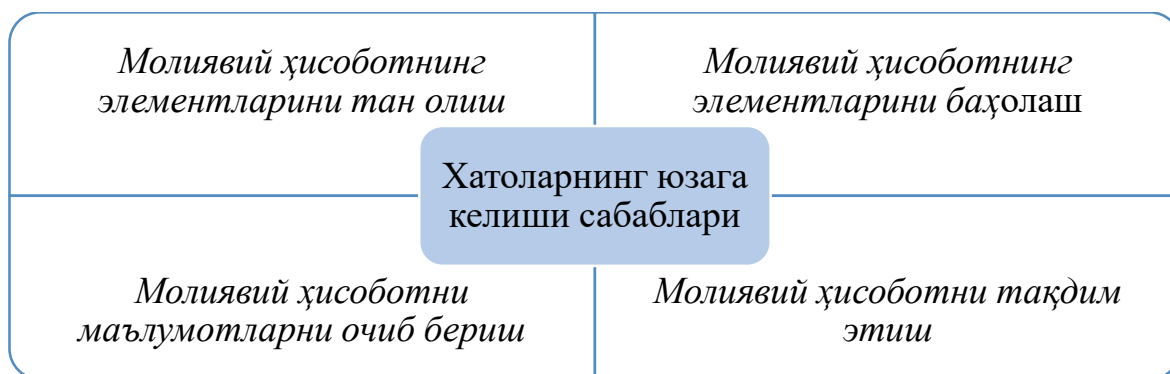 Молиявий ҳисоботнинг
элементларини тан олиш
Молиявий ҳисоботнинг
элементларини баҳолаш
Хатоларнинг юзага
келиши сабаблари
Молиявий ҳисоботни
маълумотларни очиб бериш
Молиявий ҳисоботни тақдим
этиш